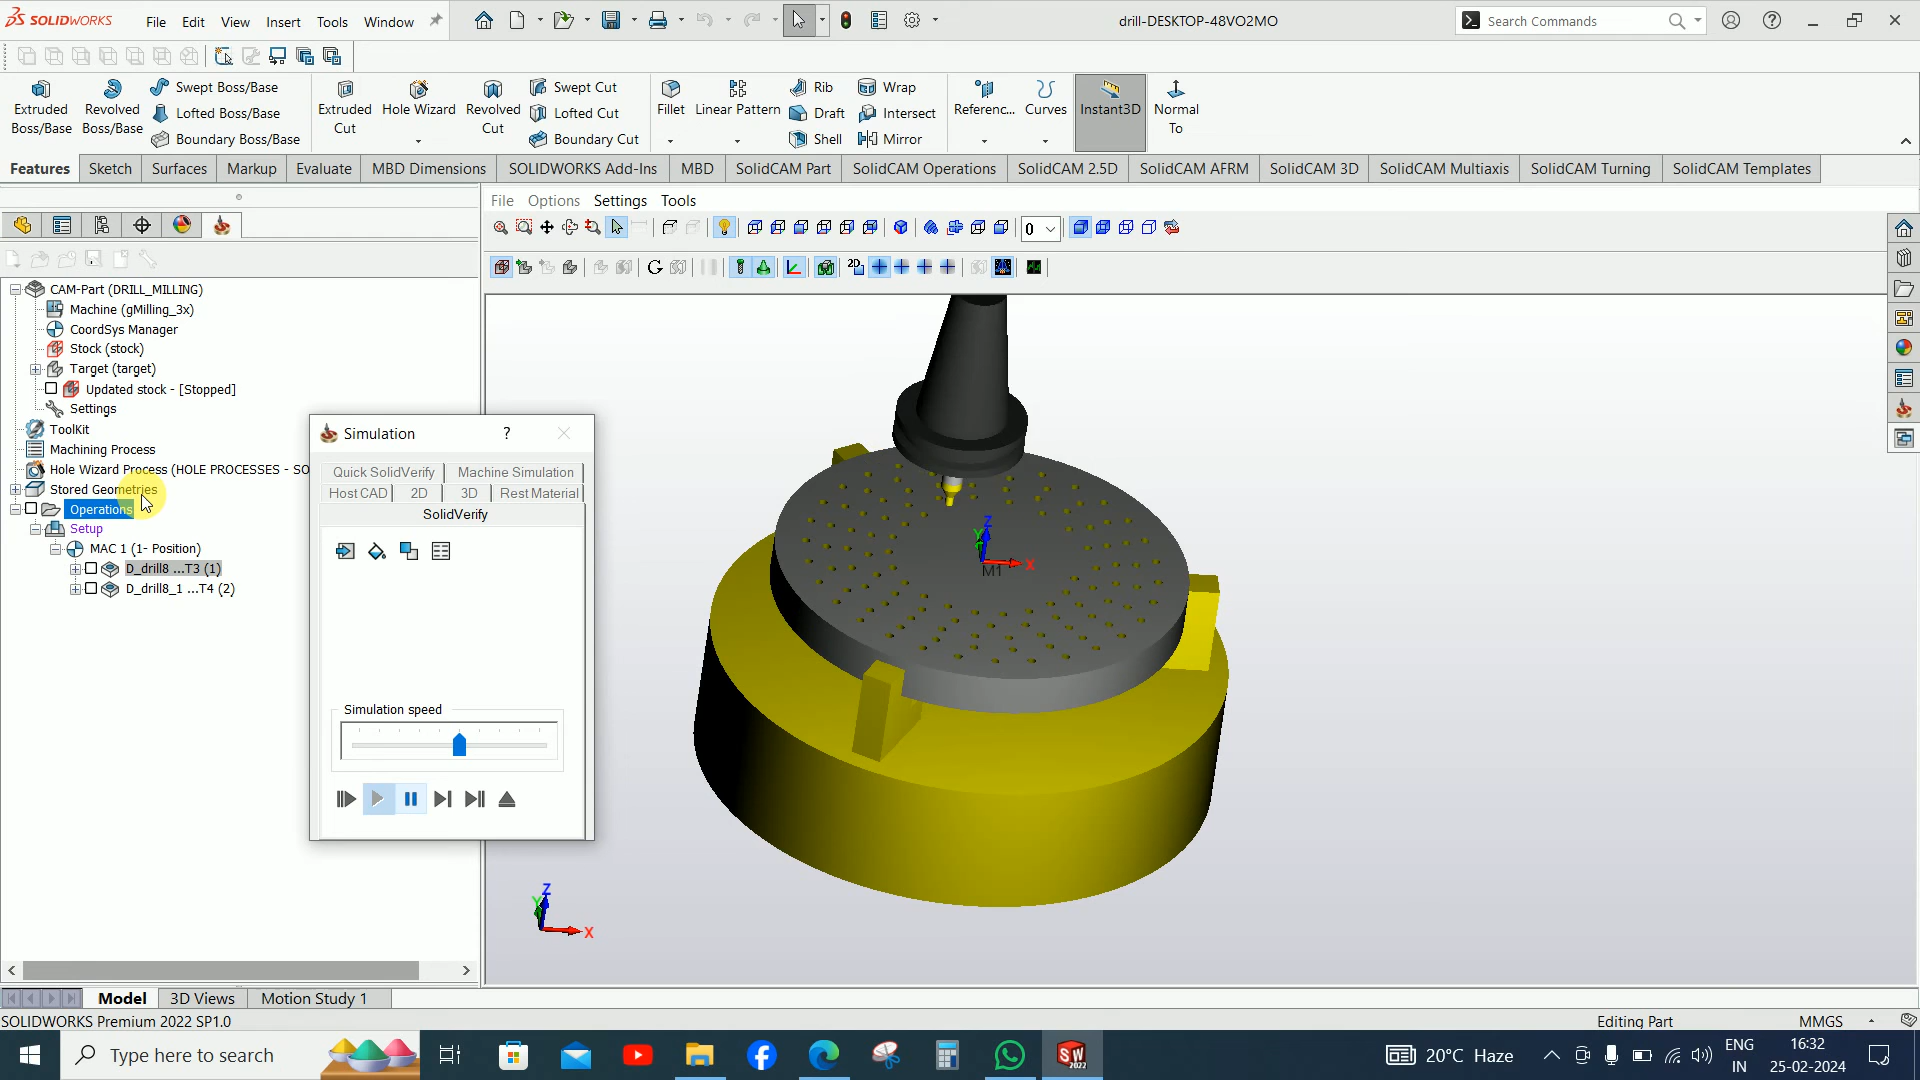 SOLIDWORKS File Edit View Insert Tools Window drill-DESKTOP-48VO2MO Search Commands
Extruded Boss/Base
Revolved Boss/Base
Swept Boss/Base
Lofted Boss/Base
Boundary Boss/Base
Extruded Cut
Hole Wizard
Revolved Cut
Swept Cut
Lofted Cut
Boundary Cut
Fillet
Linear Pattern
Rib
Draft
Shell
Wrap
Intersect
Mirror
Referenc...
Curves
Instant3D
Normal To
Features Sketch Surfaces Markup Evaluate MBD Dimensions SOLIDWORKS Add-Ins MBD SolidCAM Part SolidCAM Operations SolidCAM 2.5D SolidCAM AFRM SolidCAM 3D SolidCAM Multiaxis SolidCAM Turning SolidCAM Templates
File Options Settings Tools
0
2D
CAM-Part (DRILL_MILLING)
Machine (gMilling_3x)
CoordSys Manager
Stock (stock)
Target (target)
Updated stock - [Stopped]
Settings
ToolKit
Machining Process
Hole Wizard Process (HOLE PROCESSES - SO
Stored Geometries
Operations
Setup
MAC 1 (1- Position)
D_drill8 ...T3 (1)
D_drill8_1 ...T4 (2)
Simulation ?
Quick SolidVerify Machine Simulation
Host CAD 2D 3D Rest Material
SolidVerify
Simulation speed
Z
Y
X
M1
Z
Y
X
Model 3D Views Motion Study 1
SOLIDWORKS Premium 2022 SP1.0 Editing Part MMGS
Type here to search
SW
2022
20°C Haze
ENG
IN
16:32
25-02-2024